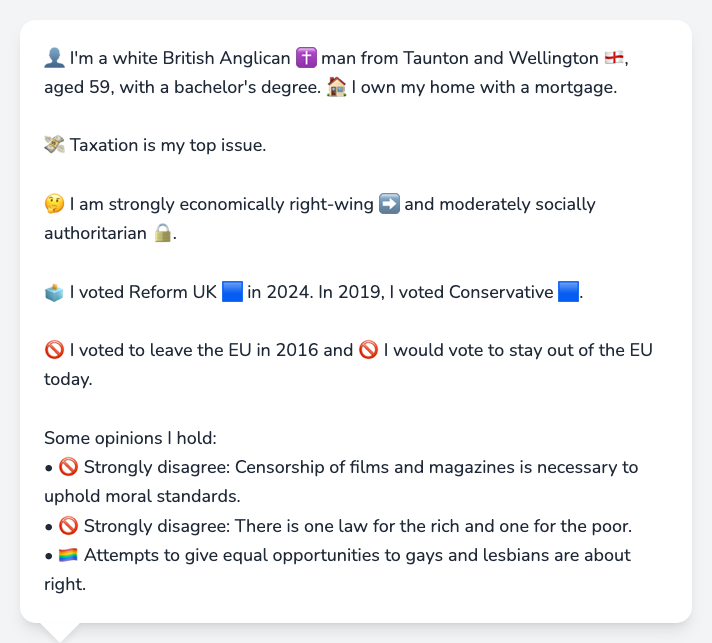 👤 I'm a white British Anglican ✝️ man from Taunton and Wellington 🏴󠁧󠁢󠁥󠁮󠁧󠁿,
aged 59, with a bachelor's degree. 🏠 I own my home with a mortgage.
💸 Taxation is my top issue.
🤔 I am strongly economically right-wing ➡️ and moderately socially
authoritarian 🔒.
🗳️ I voted Reform UK 🟦 in 2024. In 2019, I voted Conservative 🟦.
🚫 I voted to leave the EU in 2016 and 🚫 I would vote to stay out of the EU
today.
Some opinions I hold:
• 🚫 Strongly disagree: Censorship of films and magazines is necessary to
uphold moral standards.
• 🚫 Strongly disagree: There is one law for the rich and one for the poor.
• 🏳️‍🌈 Attempts to give equal opportunities to gays and lesbians are about
right.